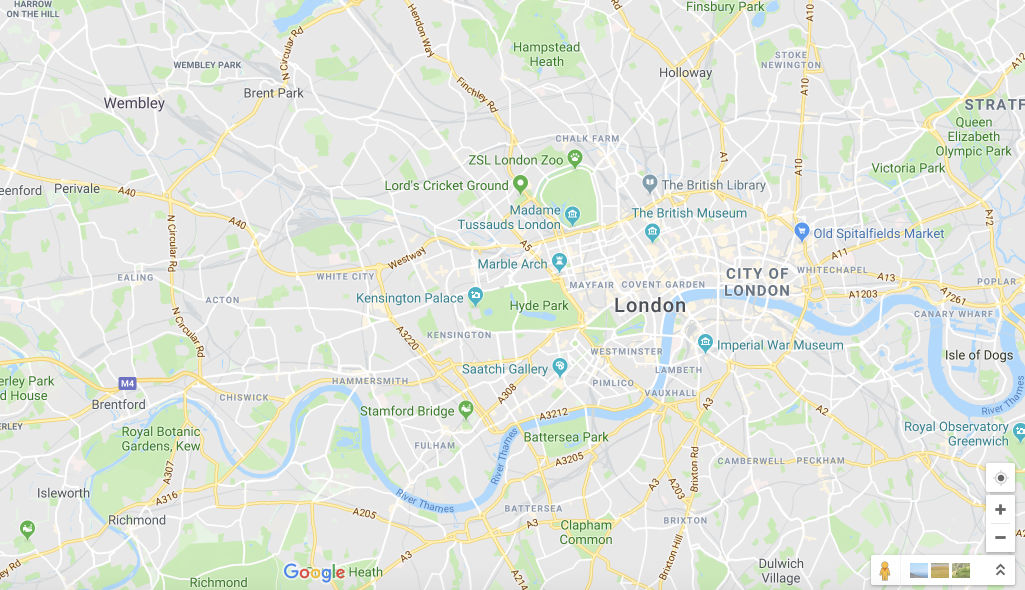 HARROW
ON THE HILL
Finsbury Park
Hendon Way
N Circular Rd
Hampstead
Heath
STOKE
NEWINGTON
A12
WEMBLEY PARK
Holloway
Brent Park
Finchley Rd
A10
Wembley
STRATF
Queen
Elizabeth
Olympic Park
CHALK FARM
A1
A10
ZSL London Zoo
Victoria Park
Lord's Cricket Ground
The British Library
eenford
Perivale
A40
Madame
Tussauds London
The British Museum
A12
N Circular Rd
A40
Old Spitalfields Market
A5
A11
Westway
Marble Arch
WHITECHAPEL
EALING
WHITE CITY
CITY OF
LONDON
A13
POPLAR
MAYFAIR
COVENT GARDEN
ACTON
Kensington Palace
A1203
A1261
Hyde Park
London
CANARY WHARF
N Circular Rd
A3220
KENSINGTON
Imperial War Museum
WESTMINSTER
Isle of Dogs
Saatchi Gallery
LAMBETH
erley Park
d House
M4
HAMMERSMITH
PIMLICO
A308
VAUXHALL
CHISWICK
Brentford
River Thames
A3
A2
Stamford Bridge
A3212
ERLEY
Royal Botanic
Gardens, Kew
Royal Observatory
Greenwich
FULHAM
River Thames
Battersea Park
A3205
Brixton Rd
CAMBERWELL
PECKHAM
A307
Isleworth
A316
River Thames
A3
A203
BATTERSEA
Richmond
A205
A3
Clapham
Common
BRIXTON
A3
Brixton Hill
Dulwich
Village
Google
Heath
A214
Richmond